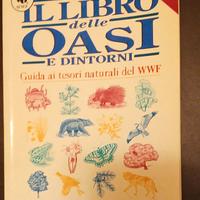 IL LIBRO
delle
OASI
E DINTORNI
Guida ai tesori naturali del WWF